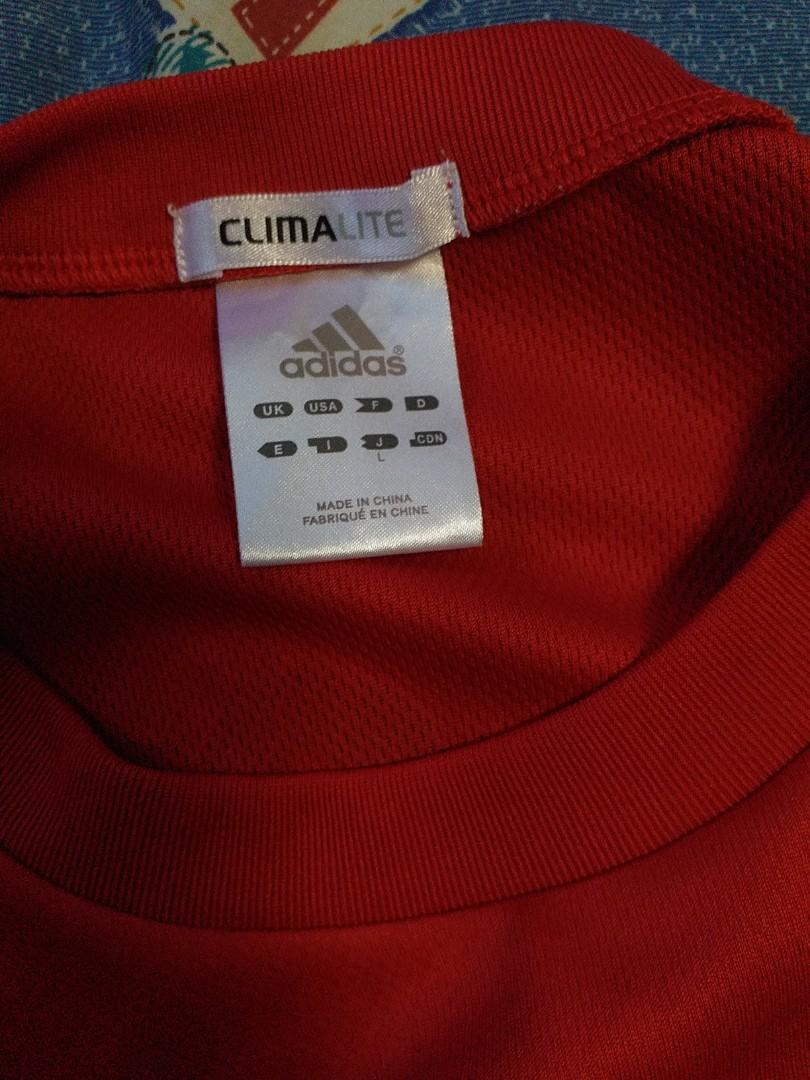 CLIMALITE
adidas®
UK USA F D
E I J CDN
L
MADE IN CHINA
FABRIQUÉ EN CHINE